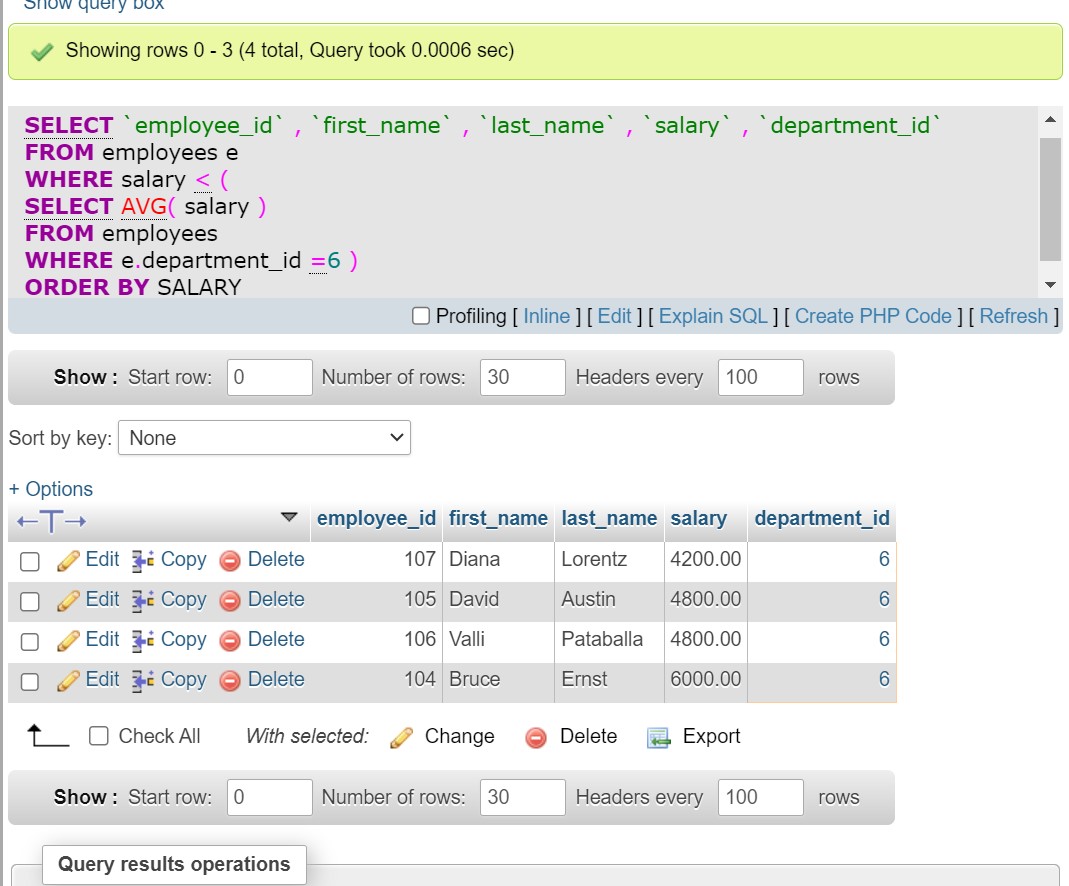 Show query box
Showing rows 0 - 3 (4 total, Query took 0.0006 sec)
SELECT `employee_id` , `first_name` , `last_name` , `salary` , `department_id`
FROM employees e
WHERE salary < (
SELECT AVG( salary )
FROM employees
WHERE e.department_id =6 )
ORDER BY SALARY
Profiling [ Inline ] [ Edit ] [ Explain SQL ] [ Create PHP Code ] [ Refresh ]
Show : Start row: 0 Number of rows: 30 Headers every 100 rows
Sort by key: None
+ Options
←T→ employee_id first_name last_name salary department_id
Edit Copy Delete 107 Diana Lorentz 4200.00 6
Edit Copy Delete 105 David Austin 4800.00 6
Edit Copy Delete 106 Valli Pataballa 4800.00 6
Edit Copy Delete 104 Bruce Ernst 6000.00 6
Check All With selected: Change Delete Export
Show : Start row: 0 Number of rows: 30 Headers every 100 rows
Query results operations